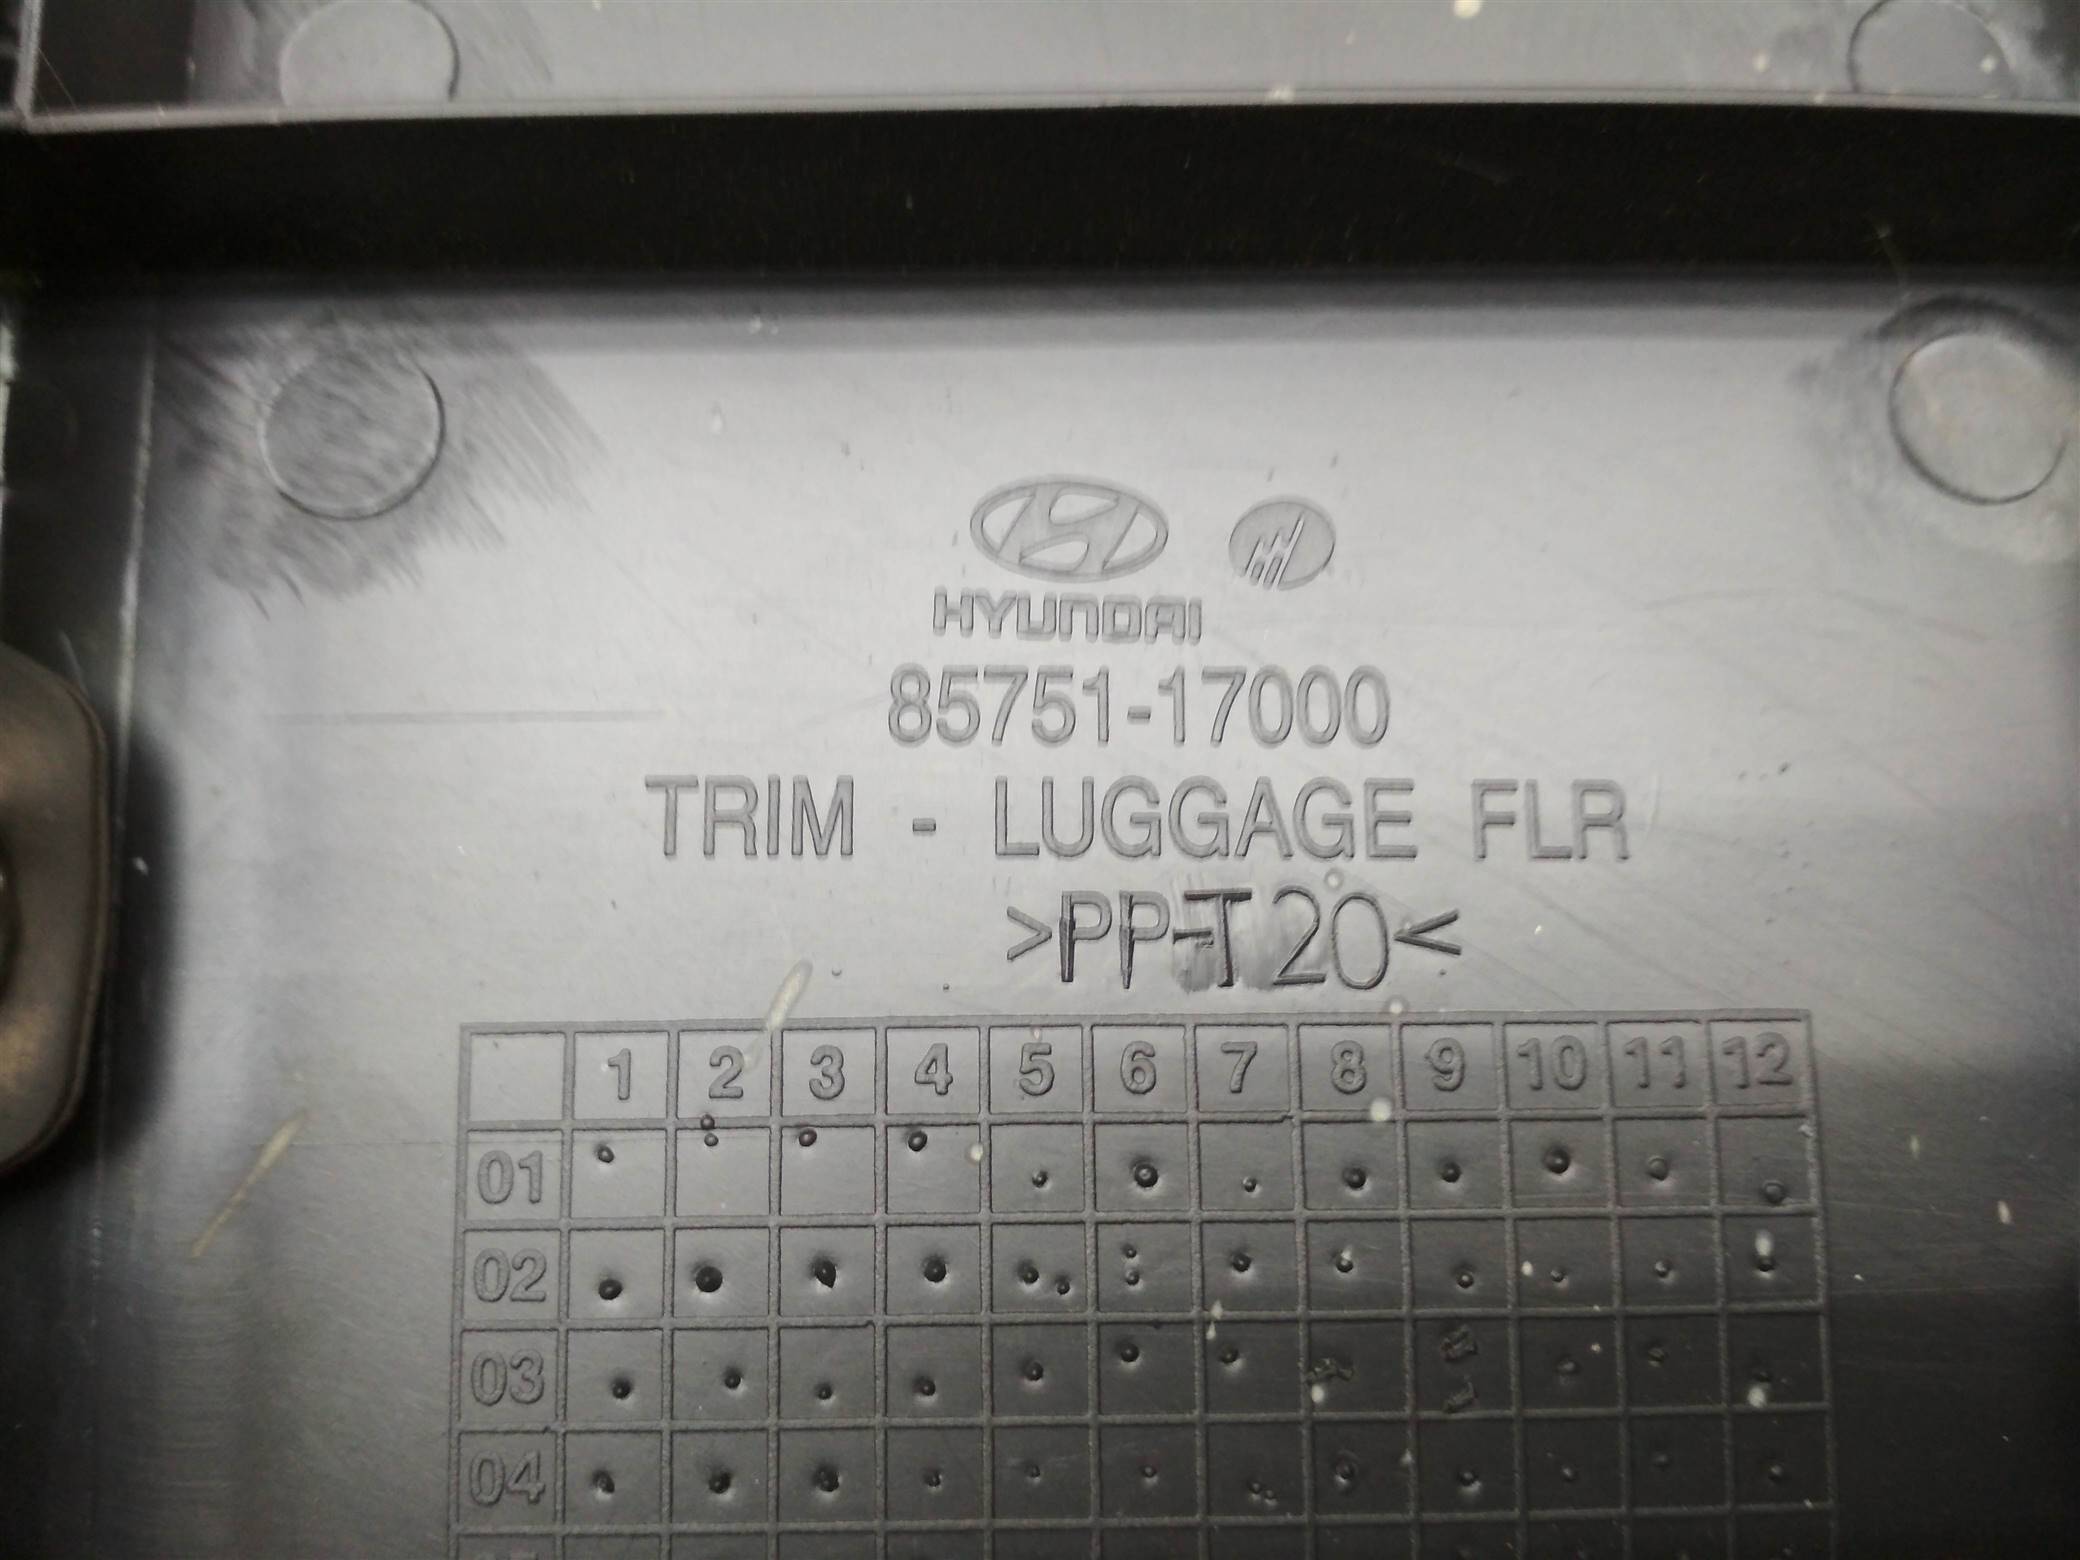 HYUNDAI
85751-17000
TRIM - LUGGAGE FLR
>PP-T20<
1 2 3 4 5 6 7 8 9 10 11 12
01
02
03
04